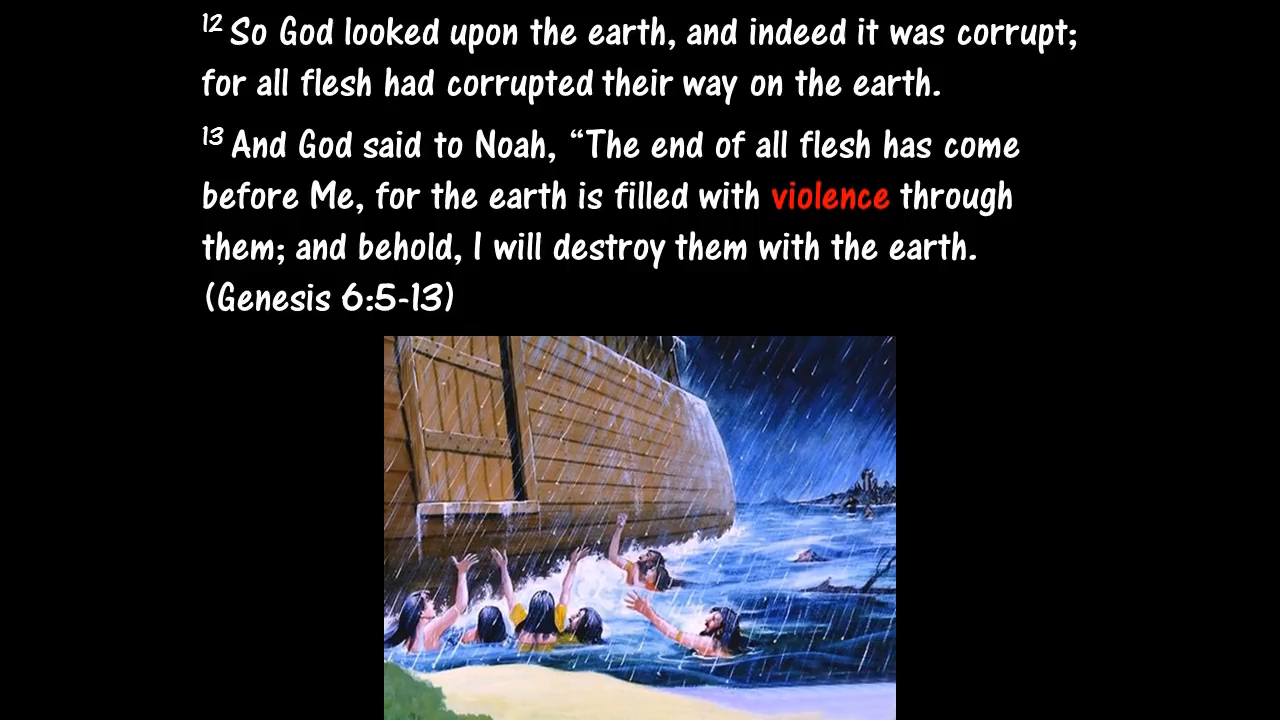 12 So God looked upon the earth, and indeed it was corrupt;
for all flesh had corrupted their way on the earth.
13 And God said to Noah, “The end of all flesh has come
before Me, for the earth is filled with violence through
them; and behold, I will destroy them with the earth.
(Genesis 6:5-13)